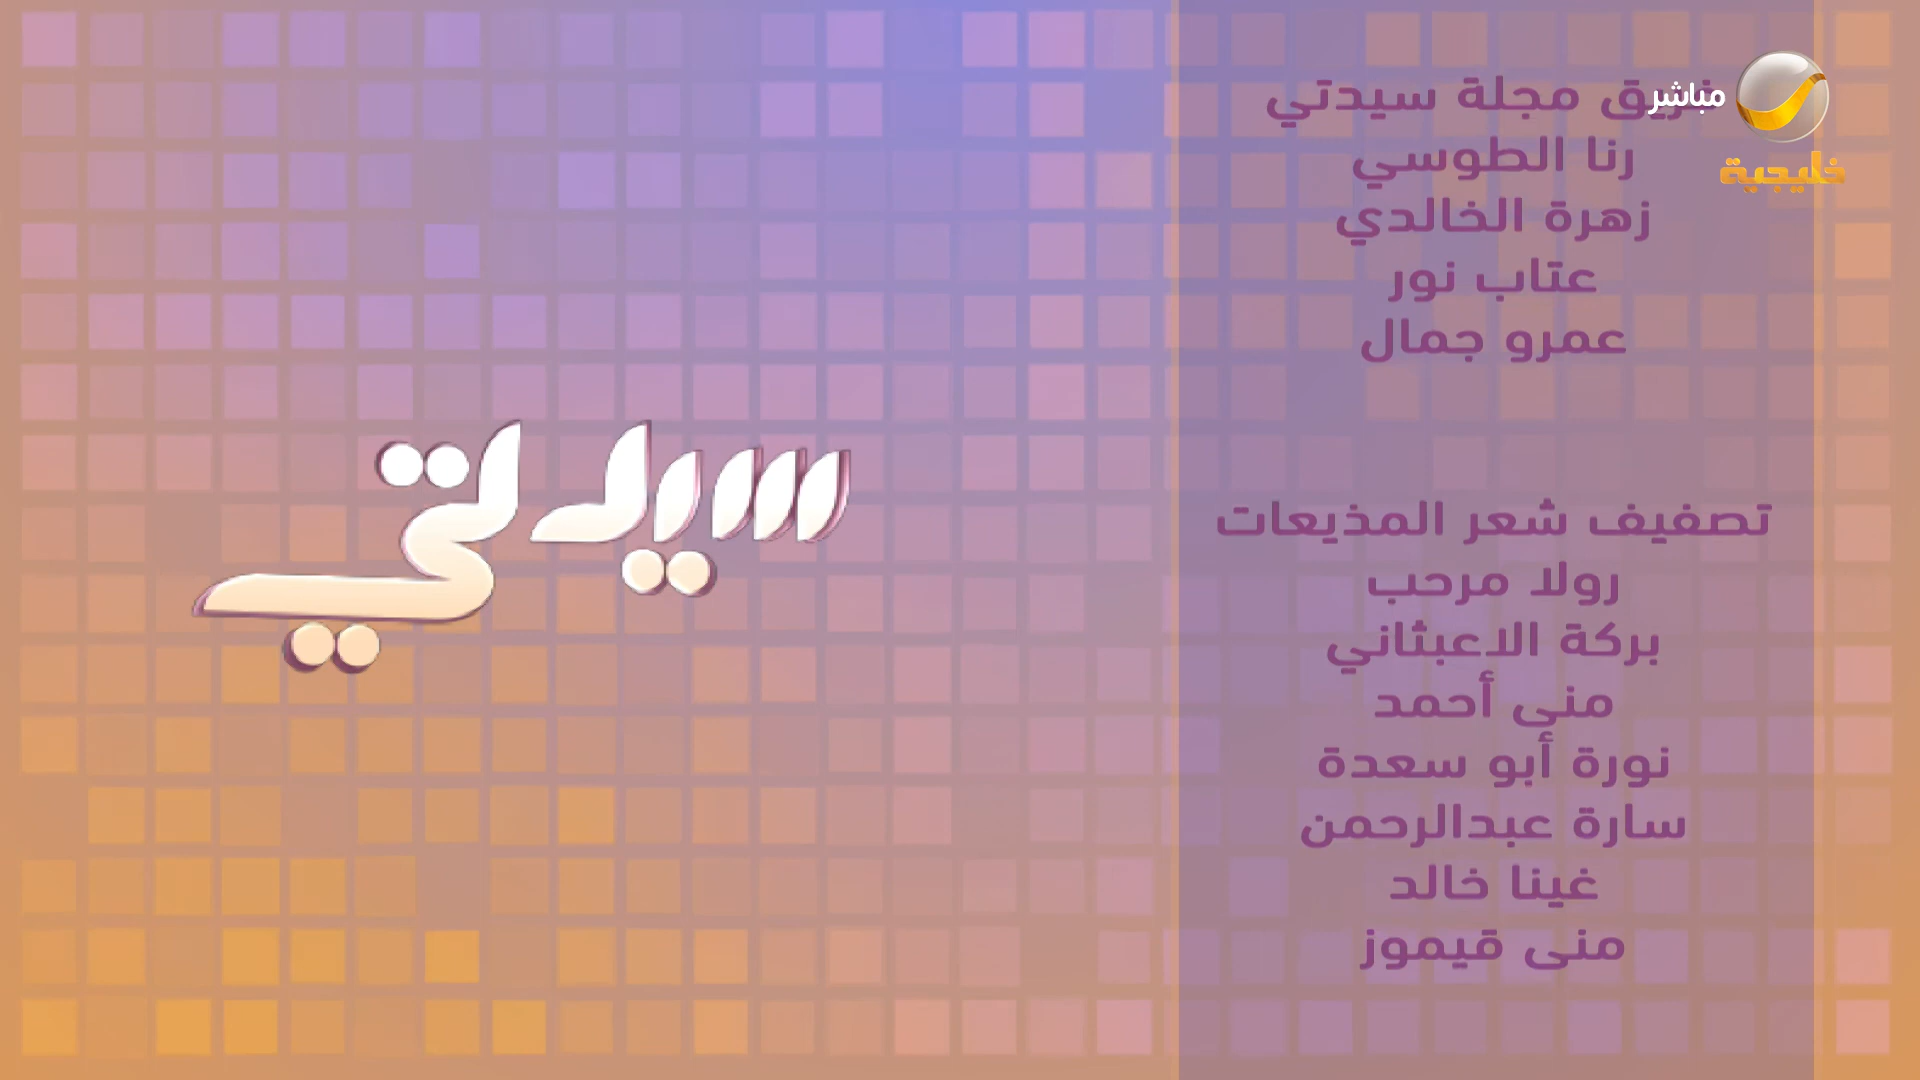 مباشر
خليجية
فريق مجلة سيدتي
رنا الطوسي
زهرة الخالدي
عتاب نور
عمرو جمال
سيدتي
تصفيف شعر المذيعات
رولا مرحب
بركة الاعبثاني
منى أحمد
نورة أبو سعدة
سارة عبدالرحمن
غينا خالد
منى قيموز